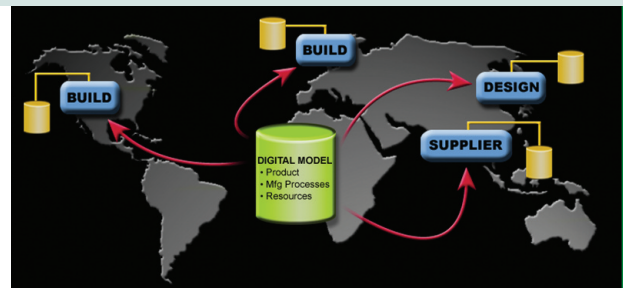 BUILD
BUILD
DESIGN
SUPPLIER
DIGITAL MODEL
• Product
• Mfg Processes
• Resources